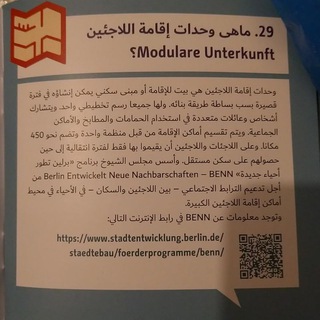 29. ماهى وحدات إقامة اللاجئين
Modulare Unterkunft؟
وحدات إقامة اللاجئين هي بيت للإقامة أو مبنى سكني يمكن إنشاؤه في فترة
قصيرة بسبب بساطة طريقة بنائه. ولها جميعا رسم تخطيطي واحد. ويتشارك
أشخاص وعائلات متعددة في استخدام الحمامات والمطابخ والأماكن
الجماعية. ويتم تقسيم أماكن الإقامة من قبل منظمة واحدة وتضم نحو 450
مكانا. وعلى اللاجئات واللاجئين أن يقيموا بها فقط لفترة انتقالية إلى حين
حصولهم على سكن مستقل. وأسس مجلس الشيوخ برنامج «برلين تطور
أحياء جديدة» Berlin Entwickelt Neue Nachbarschaften – BENN من
أجل تدعيم الترابط الاجتماعي – بين اللاجئين والسكان – في الأحياء في محيط
أماكن إقامة اللاجئين الكبيرة.
وتوجد معلومات عن BENN في رابط الإنترنت التالي:
https://www.stadtentwicklung.berlin.de/
staedtebau/foerderprogramme/benn/